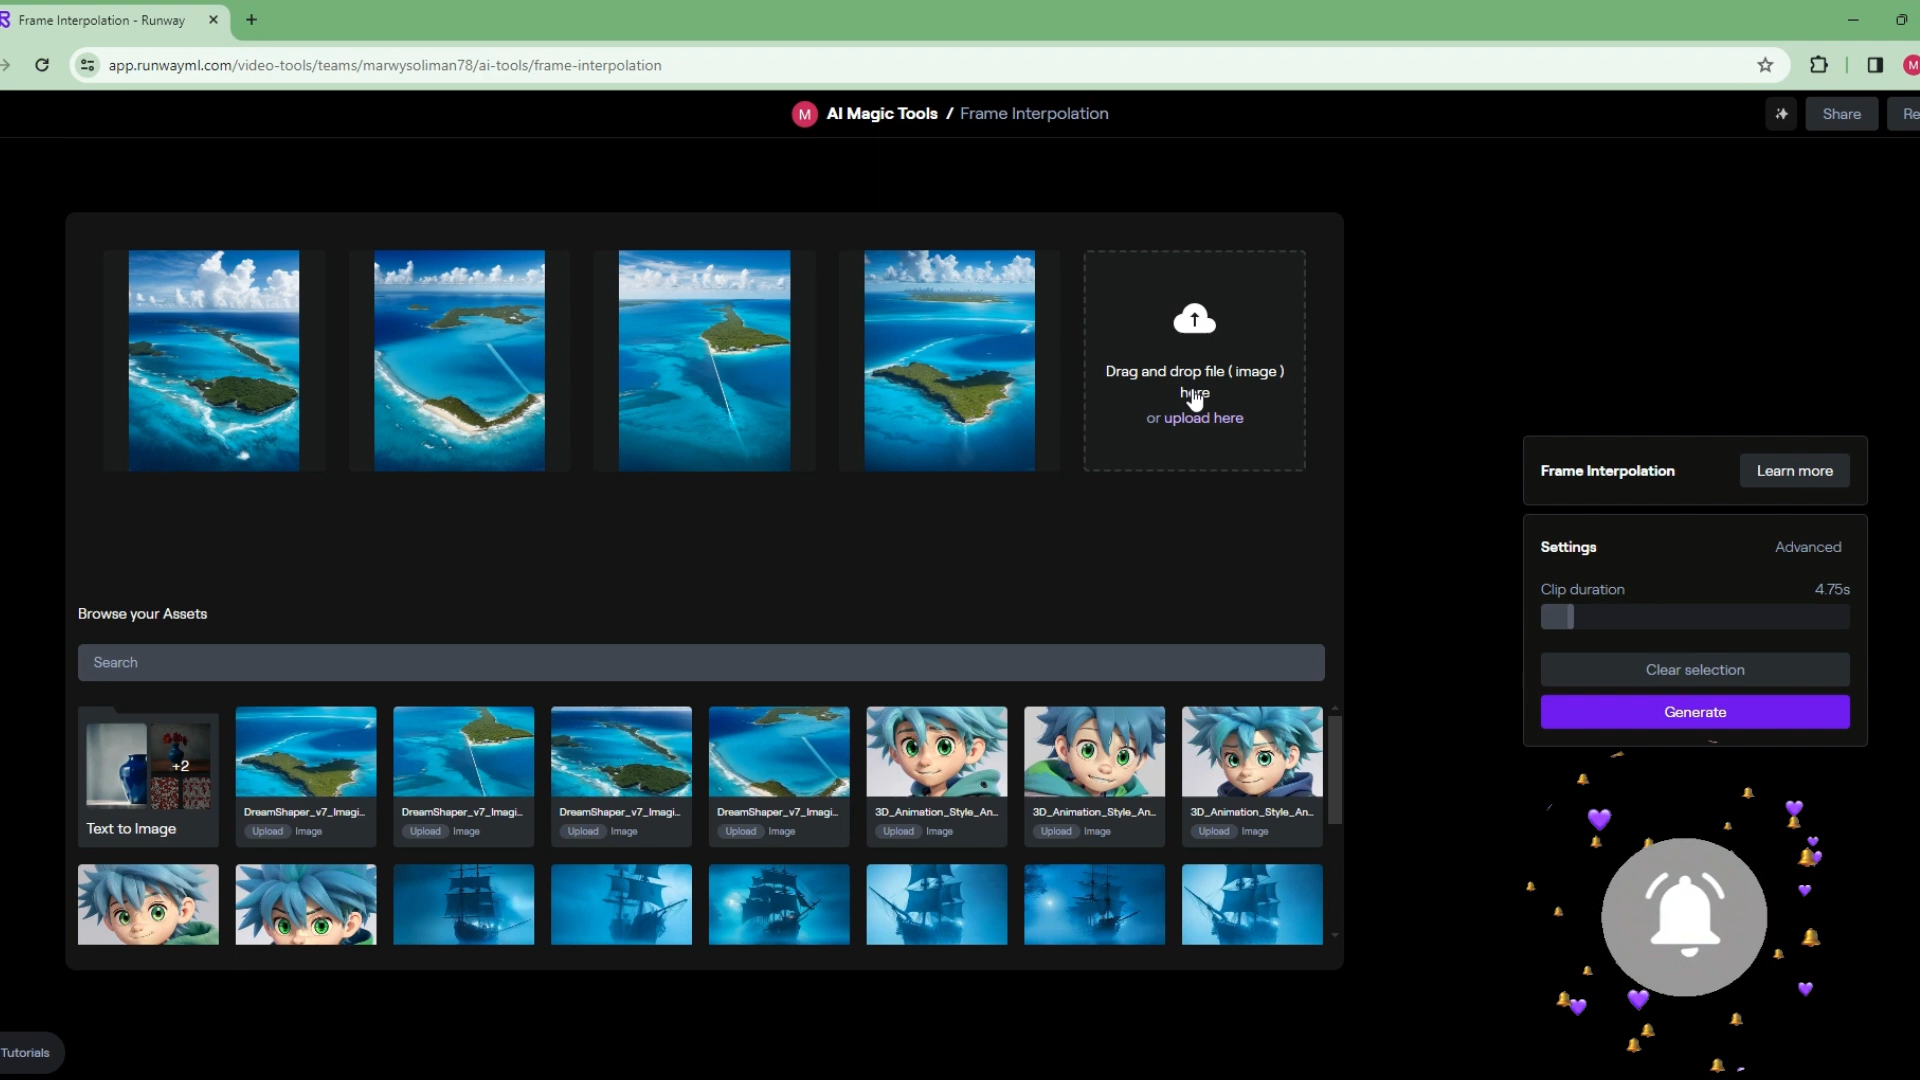 Frame Interpolation - Runway
app.runwayml.com/video-tools/teams/marwysoliman78/ai-tools/frame-interpolation
M
M AI Magic Tools / Frame Interpolation
Share
Re
Drag and drop file ( image )
here
or upload here
Frame Interpolation
Learn more
Settings
Advanced
Clip duration
4.75s
Clear selection
Generate
Browse your Assets
Search
+2
Text to Image
DreamShaper_v7_Imagi...
Upload Image
DreamShaper_v7_Imagi...
Upload Image
DreamShaper_v7_Imagi...
Upload Image
DreamShaper_v7_Imagi...
Upload Image
3D_Animation_Style_An...
Upload Image
3D_Animation_Style_An...
Upload Image
3D_Animation_Style_An...
Upload Image
Tutorials